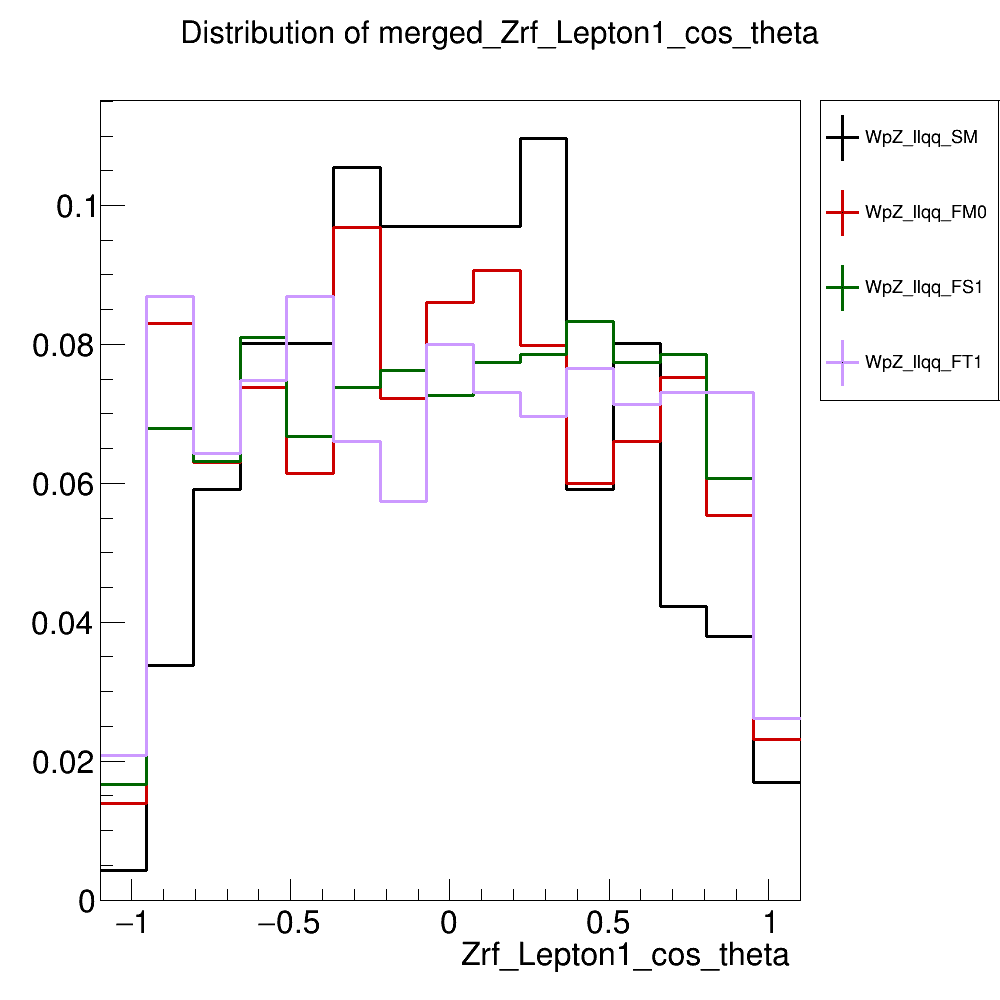 Distribution of merged_Zrf_Lepton1_cos_theta
WpZ_llqq_SM
WpZ_llqq_FM0
WpZ_llqq_FS1
WpZ_llqq_FT1
0.1
0.08
0.06
0.04
0.02
0
−1 −0.5 0 0.5 1
Zrf_Lepton1_cos_theta